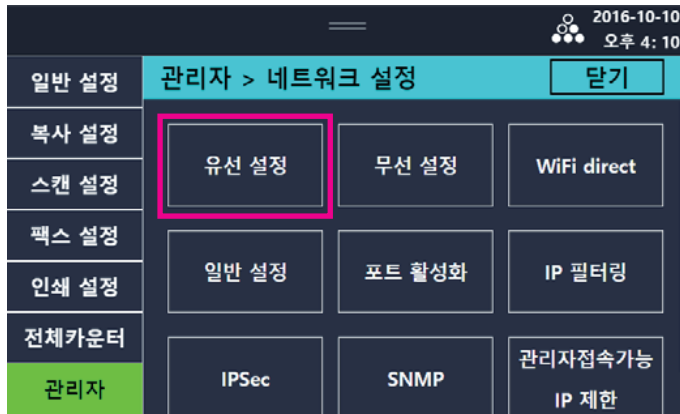 2016-10-10
오후 4: 10
일반 설정
관리자 > 네트워크 설정
닫기
복사 설정
스캔 설정
팩스 설정
인쇄 설정
전체카운터
관리자
유선 설정
무선 설정
WiFi direct
일반 설정
포트 활성화
IP 필터링
IPSec
SNMP
관리자접속가능
IP 제한